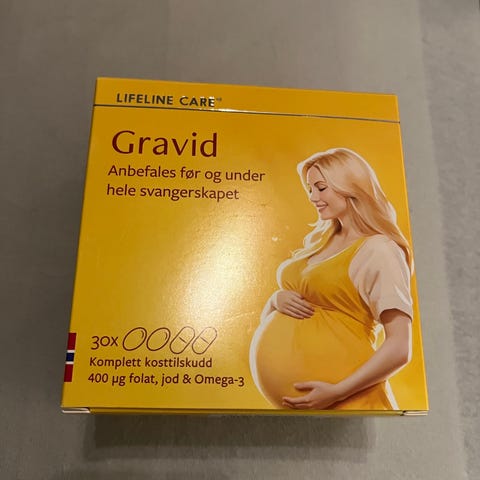 LIFELINE CARE
Gravid
Anbefales før og under
hele svangerskapet
30x
Komplett kosttilskudd
400 µg folat, jod & Omega-3